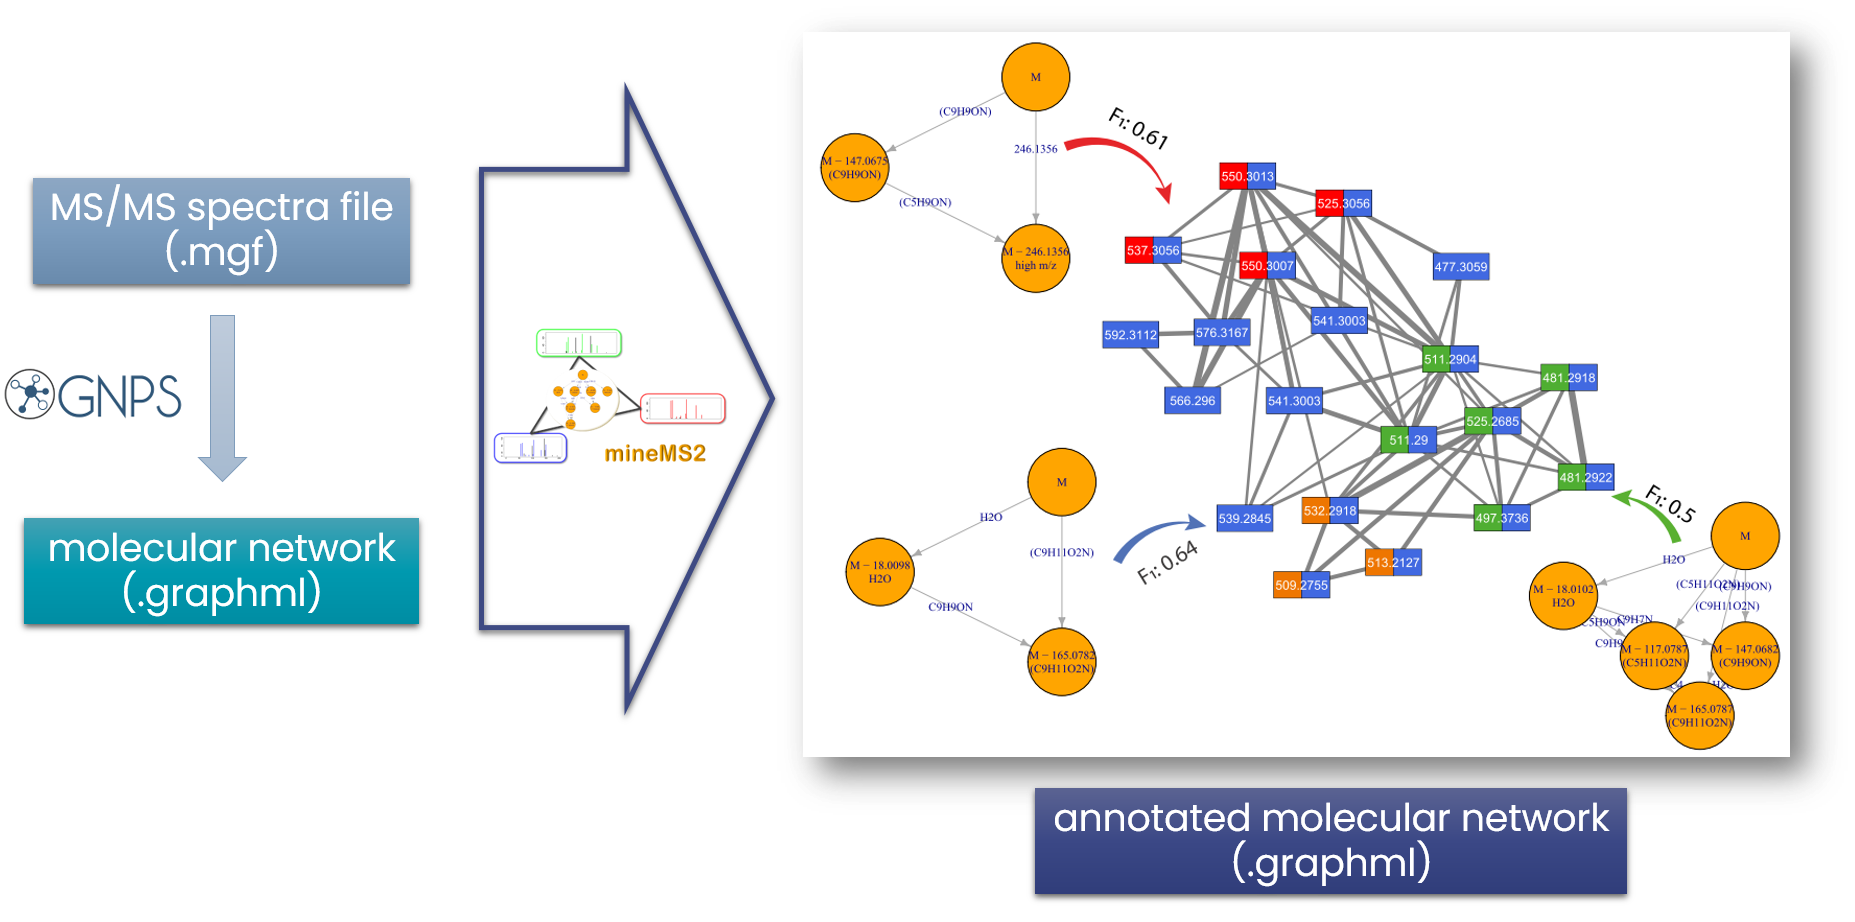 MS/MS spectra file
(.mgf)
GNPS
molecular network
(.graphml)
mineMS2
M
(C9H9ON)
246.1356
M − 147.0675
(C9H9ON)
(C5H9ON)
M − 246.1356
high m/z
F₁: 0.61
550.3013
525.3056
537.3056
550.3007
477.3059
592.3112
576.3167
541.3003
511.2904
481.2918
566.296
541.3003
525.2685
511.29
481.2922
539.2845
532.2918
497.3736
513.2127
509.2755
M
H2O
(C9H11O2N)
M − 18.0098
H2O
C9H9ON
M − 165.0782
(C9H11O2N)
F₁: 0.64
F₁: 0.5
M
H2O
(C5H11O2N)
(C9H9ON)
(C9H11O2N)
M − 18.0102
H2O
C5H9ON
C9H7N
M − 117.0787
(C5H11O2N)
M − 147.0682
(C9H9ON)
M − 165.0787
(C9H11O2N)
annotated molecular network
(.graphml)